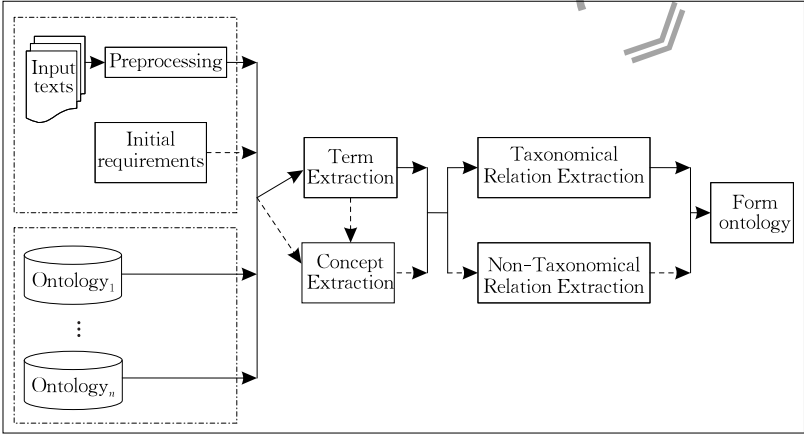 Input
texts
Preprocessing
Initial
requirements
Term
Extraction
Concept
Extraction
Taxonomical
Relation Extraction
Non-Taxonomical
Relation Extraction
Form
ontology
Ontology₁
⋮
Ontologyₙ